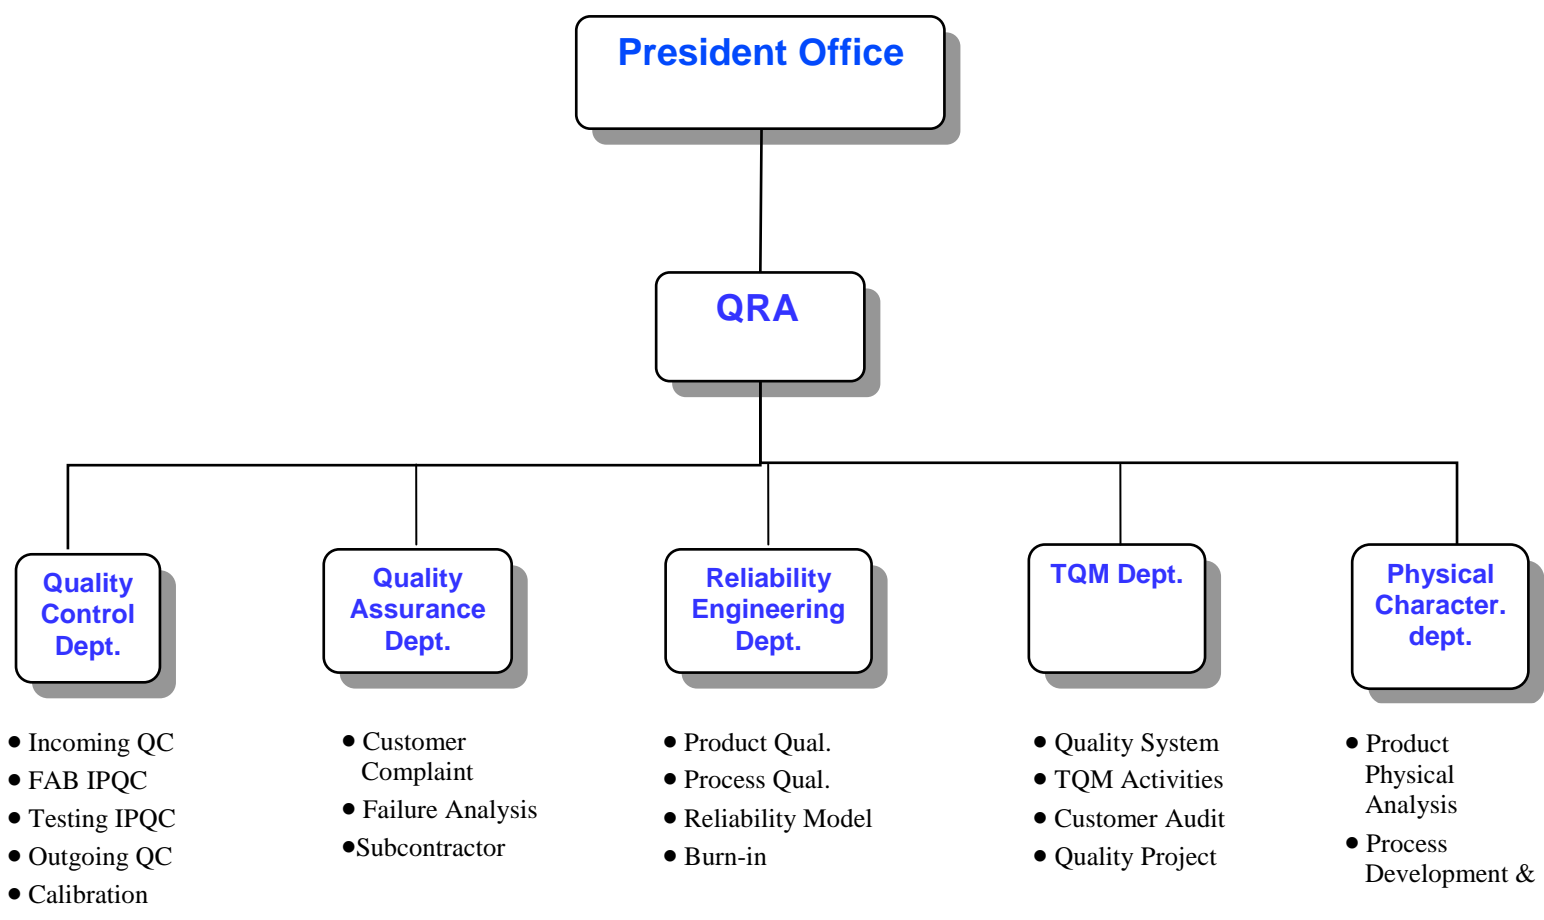 President Office
QRA
Quality
Control
Dept.
Quality
Assurance
Dept.
Reliability
Engineering
Dept.
TQM Dept.
Physical
Character.
dept.
• Incoming QC
• FAB IPQC
• Testing IPQC
• Outgoing QC
• Calibration
• Customer
Complaint
• Failure Analysis
•Subcontractor
• Product Qual.
• Process Qual.
• Reliability Model
• Burn-in
• Quality System
• TQM Activities
• Customer Audit
• Quality Project
• Product
Physical
Analysis
• Process
Development &